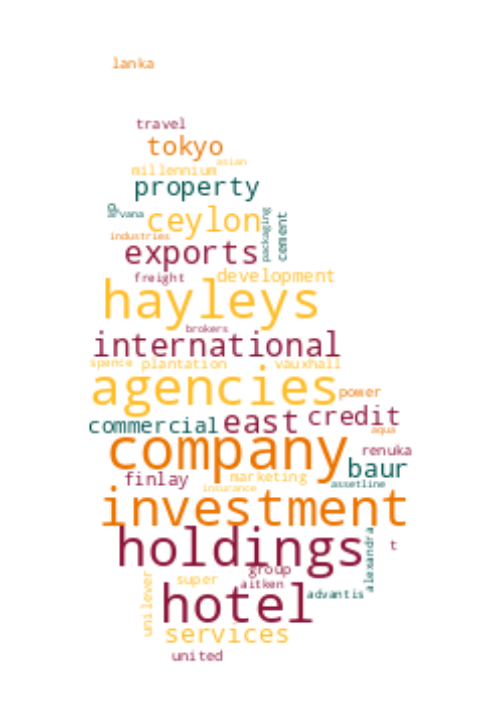 lanka
travel
tokyo
asian
millennium
property
ceylon
packaging
cement
industries
exports
freight
development
hayleys
brokers
international
spence
plantation
vauxhall
agencies
power
commercial
east
credit
aqua
company
renuka
baur
finlay
marketing
assetline
insurance
investment
holdings
alexandra
t
group
aitken
unilever
super
hotel
advantis
services
united